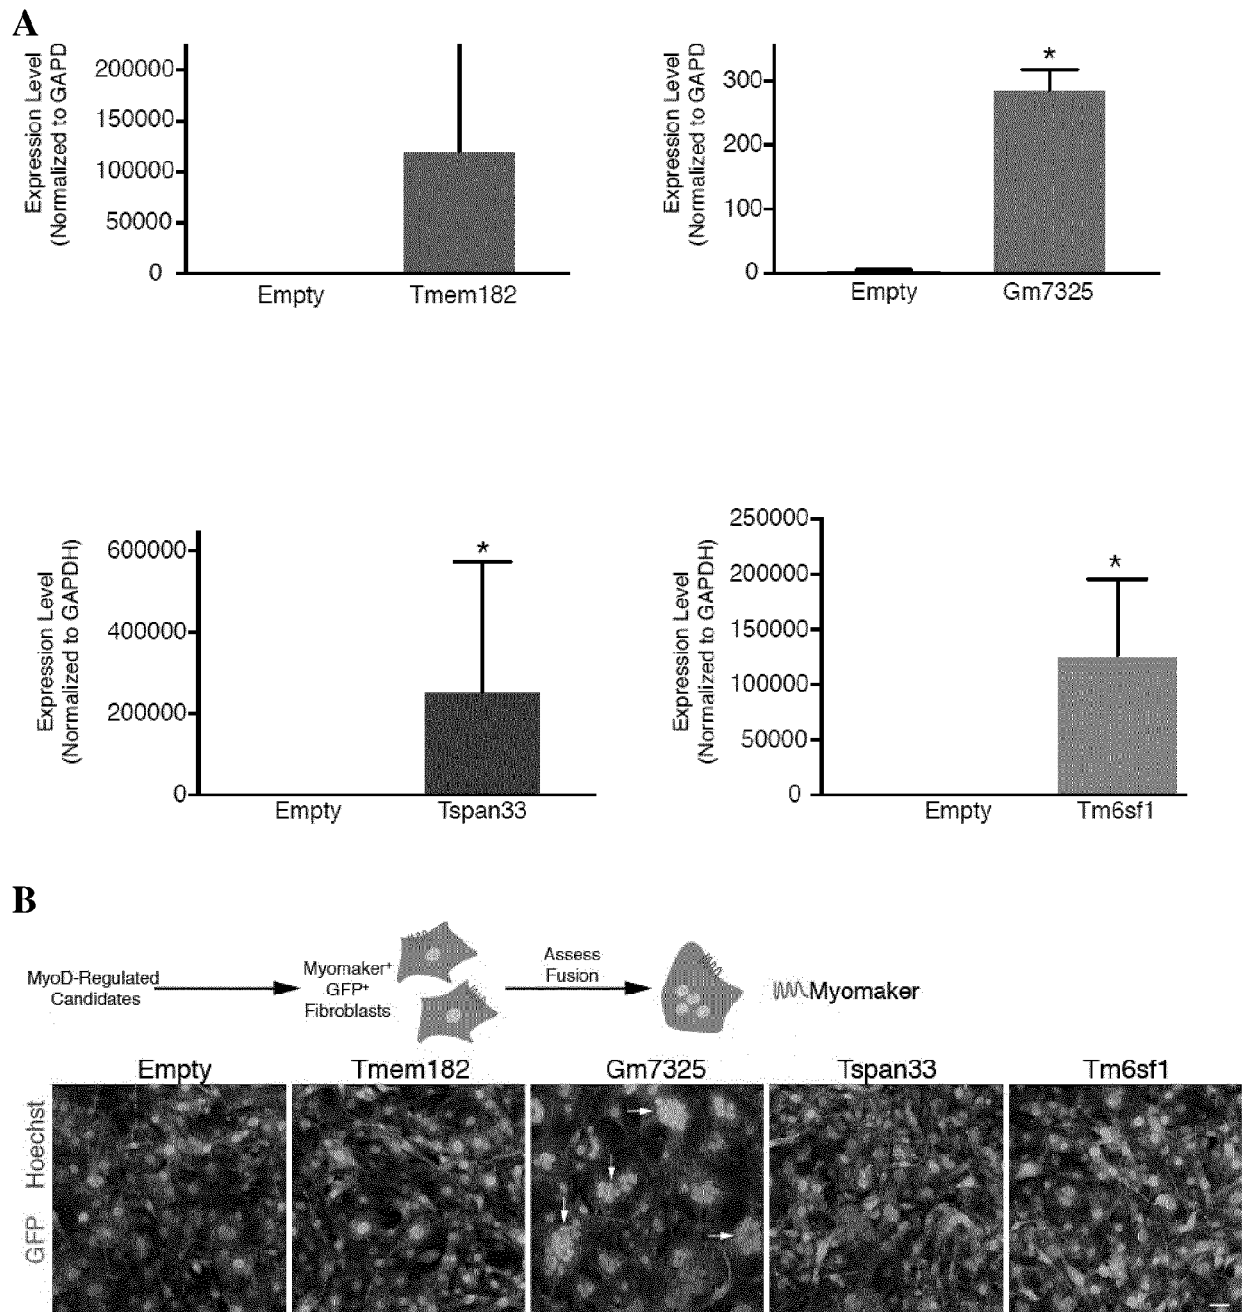 A
Expression Level
(Normalized to GAPD
200000
150000
100000
50000
0
Empty
Tmem182
Expression Level
(Normalized to GAPD
300
200
100
0
*
Empty
Gm7325
Expression Level
(Normalized to GAPDH)
600000
400000
200000
0
*
Empty
Tspan33
Expression Level
(Normalized to GAPDH)
250000
200000
150000
100000
50000
0
*
Empty
Tm6sf1
B
MyoD-Regulated
Candidates
Myomaker+
GFP+
Fibroblasts
Assess
Fusion
Myomaker
Empty
Tmem182
Gm7325
Tspan33
Tm6sf1
GFP Hoechst